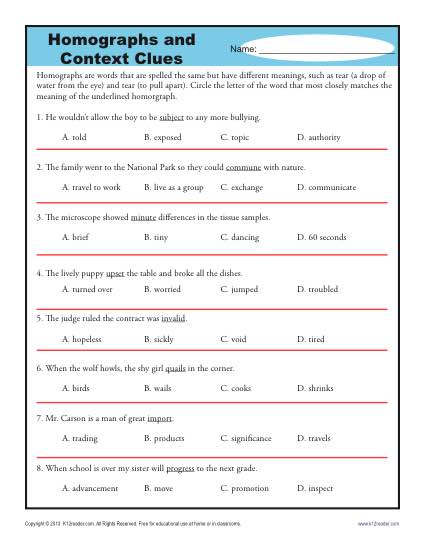 Homographs and
Context Clues
Name:
Homographs are words that are spelled the same but have different meanings, such as tear (a drop of
water from the eye) and tear (to pull apart). Circle the letter of the word that most closely matches the
meaning of the underlined homorgraph.
1. He wouldn't allow the boy to be subject to any more bullying.
A. told B. exposed C. topic D. authority
2. The family went to the National Park so they could commune with nature.
A. travel to work B. live as a group C. exchange D. communicate
3. The microscope showed minute differences in the tissue samples.
A. brief B. tiny C. dancing D. 60 seconds
4. The lively puppy upset the table and broke all the dishes.
A. turned over B. worried C. jumped D. troubled
5. The judge ruled the contract was invalid.
A. hopeless B. sickly C. void D. tired
6. When the wolf howls, the shy girl quails in the corner.
A. birds B. wails C. cooks D. shrinks
7. Mr. Carson is a man of great import.
A. trading B. products C. significance D. travels
8. When school is over my sister will progress to the next grade.
A. advancement B. move C. promotion D. inspect
Copyright © 2013 K12reader.com. All Rights Reserved. Free for educational use at home or in classrooms. www.k12reader.com